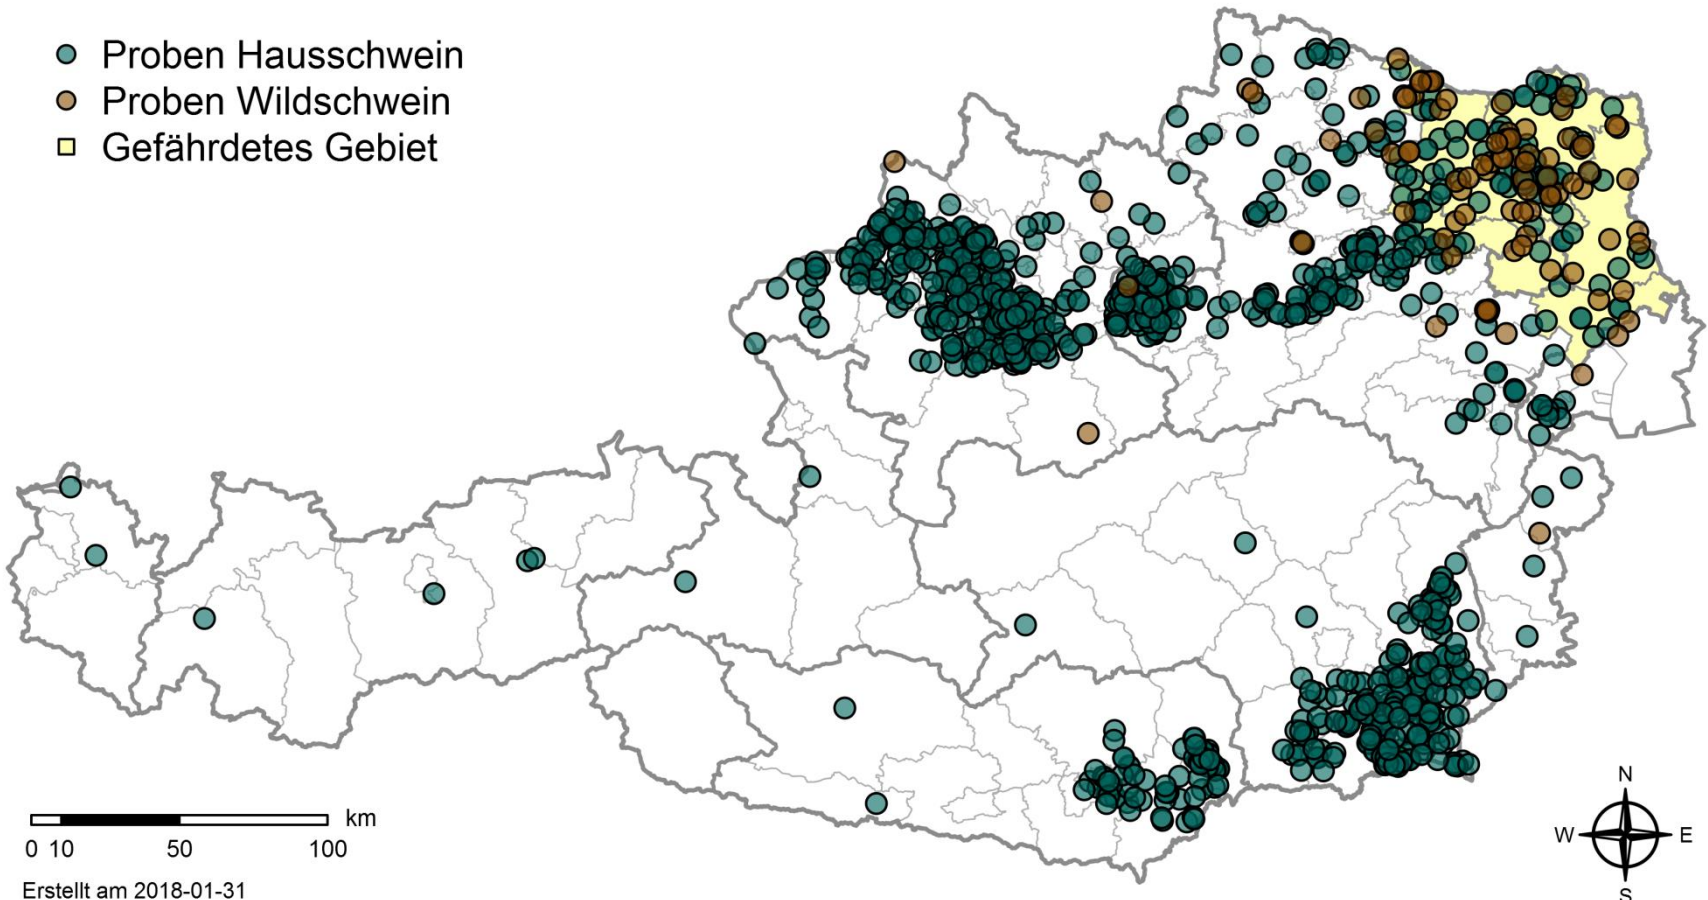 Proben Hausschwein
Proben Wildschwein
Gefährdetes Gebiet
km
0 10 50 100
Erstellt am 2018-01-31
N
W E
S